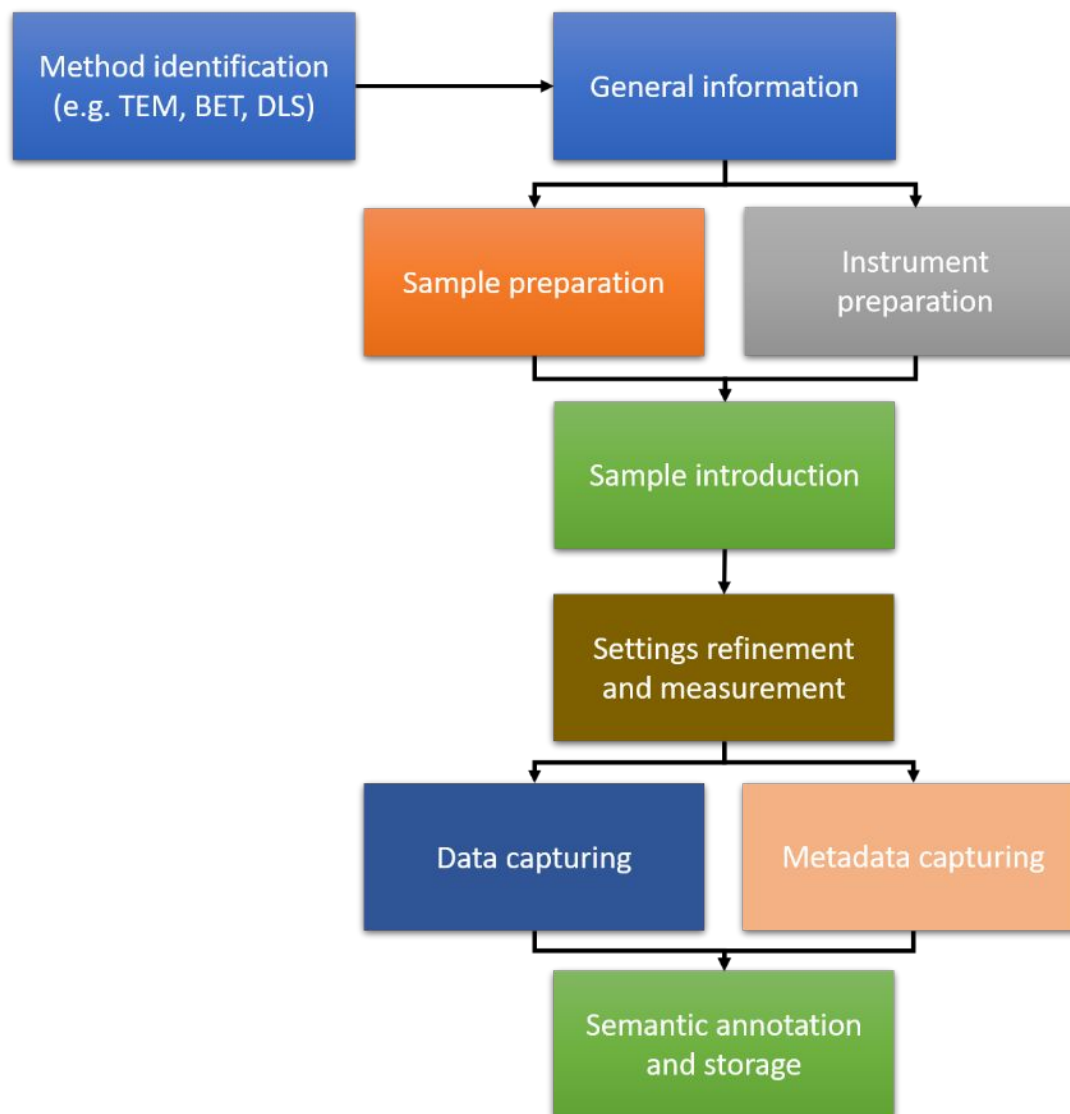 Method identification
(e.g. TEM, BET, DLS)
General information
Sample preparation
Instrument
preparation
Sample introduction
Settings refinement
and measurement
Data capturing
Metadata capturing
Semantic annotation
and storage